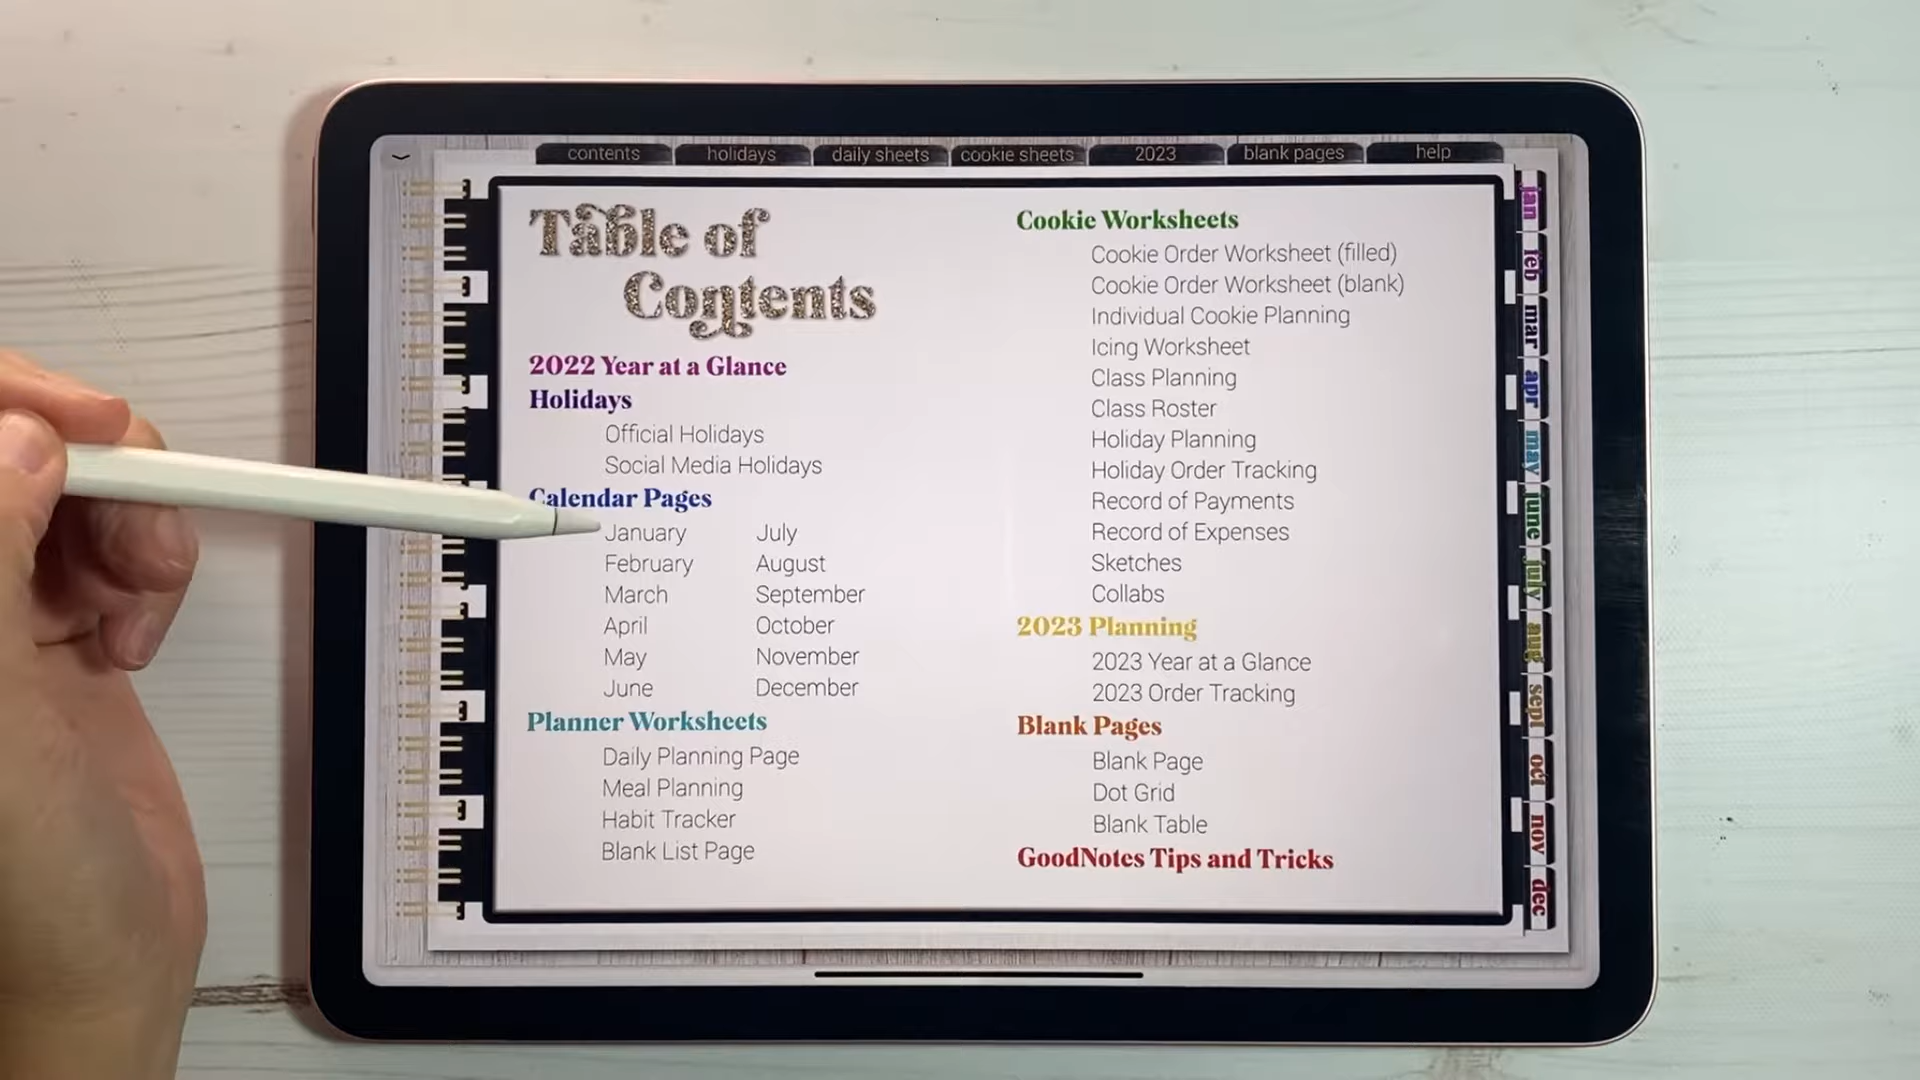 contents holidays daily sheets cookie sheets 2023 blank pages help
Table of
Contents
2022 Year at a Glance
Holidays
Official Holidays
Social Media Holidays
Calendar Pages
January July
February August
March September
April October
May November
June December
Planner Worksheets
Daily Planning Page
Meal Planning
Habit Tracker
Blank List Page
Cookie Worksheets
Cookie Order Worksheet (filled)
Cookie Order Worksheet (blank)
Individual Cookie Planning
Icing Worksheet
Class Planning
Class Roster
Holiday Planning
Holiday Order Tracking
Record of Payments
Record of Expenses
Sketches
Collabs
2023 Planning
2023 Year at a Glance
2023 Order Tracking
Blank Pages
Blank Page
Dot Grid
Blank Table
GoodNotes Tips and Tricks
jan
feb
mar
apr
may
june
july
aug
sept
oct
nov
dec